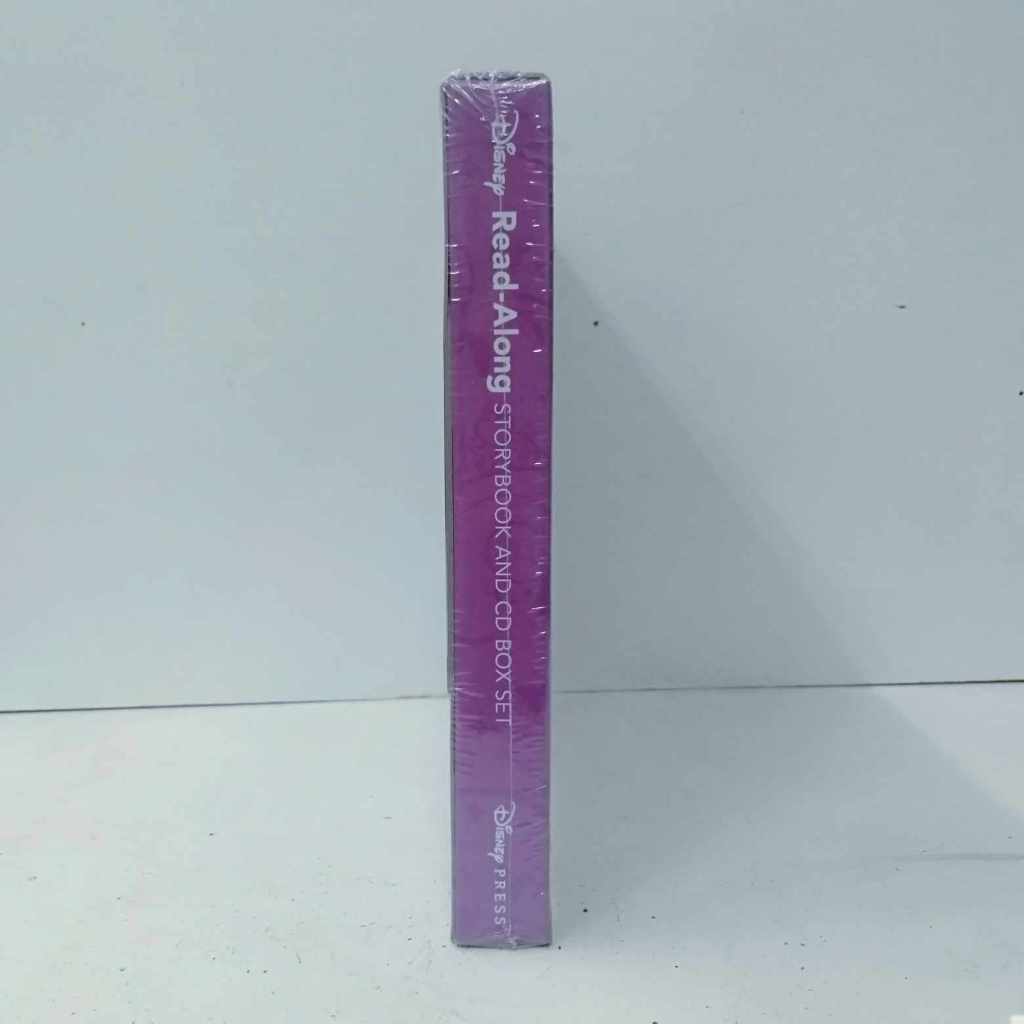 Disney Read-Along STORYBOOK AND CD BOX SET
Disney PRESS